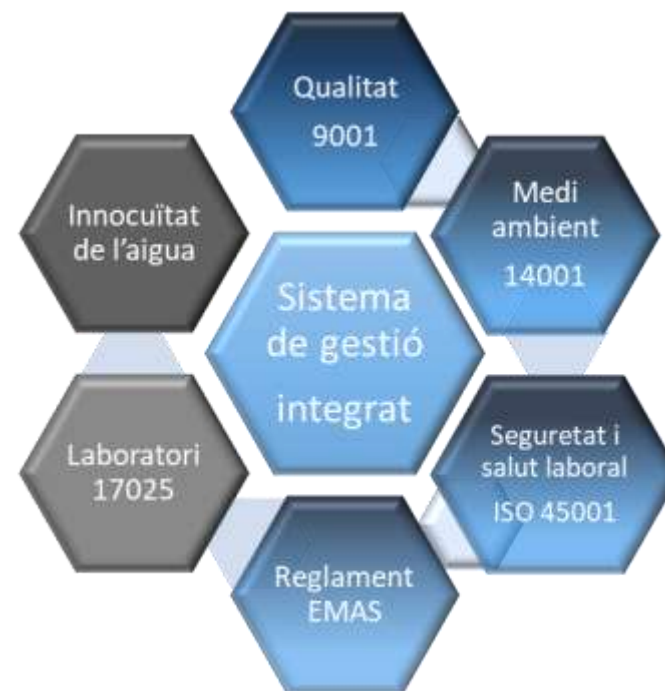 Qualitat
9001
Medi
ambient
14001
Seguretat i
salut laboral
ISO 45001
Reglament
EMAS
Laboratori
17025
Innocuïtat
de l'aigua
Sistema
de gestió
integrat